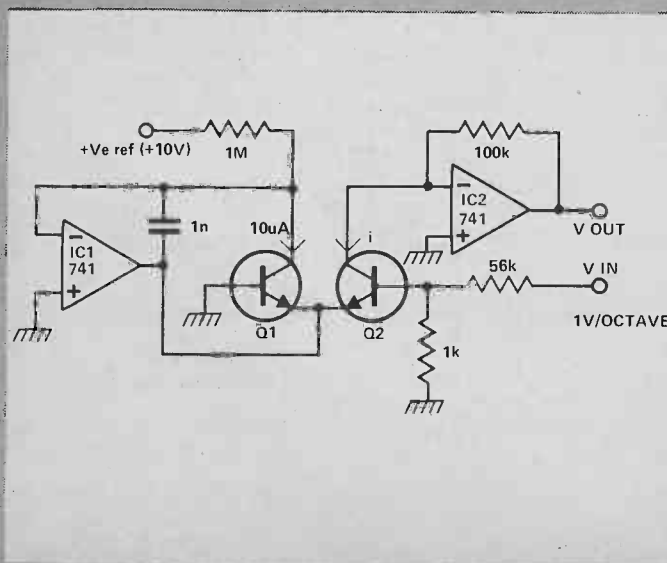 +Ve ref (+10V)
1M
100k
1n
10uA
i
IC1
741
−
+
IC2
741
−
+
V OUT
56k
V IN
Q1
Q2
1k
1V/OCTAVE